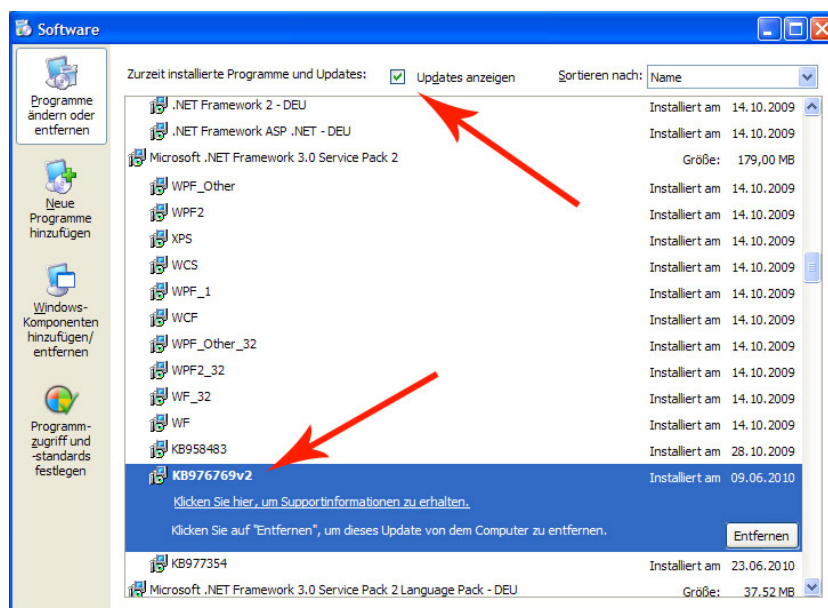 Software
Programme
ändern oder
entfernen
Neue
Programme
hinzufügen
Windows-
Komponenten
hinzufügen/
entfernen
Programm-
zugriff und
-standards
festlegen
Zurzeit installierte Programme und Updates: Updates anzeigen Sortieren nach: Name
.NET Framework 2 - DEU Installiert am 14.10.2009
.NET Framework ASP .NET - DEU Installiert am 14.10.2009
Microsoft .NET Framework 3.0 Service Pack 2 Größe: 179,00 MB
WPF_Other Installiert am 14.10.2009
WPF2 Installiert am 14.10.2009
XPS Installiert am 14.10.2009
WCS Installiert am 14.10.2009
WPF_1 Installiert am 14.10.2009
WCF Installiert am 14.10.2009
WPF_Other_32 Installiert am 14.10.2009
WPF2_32 Installiert am 14.10.2009
WF_32 Installiert am 14.10.2009
WF Installiert am 14.10.2009
KB958483 Installiert am 28.10.2009
KB976769v2 Installiert am 09.06.2010
Klicken Sie hier, um Supportinformationen zu erhalten.
Klicken Sie auf "Entfernen", um dieses Update von dem Computer zu entfernen. Entfernen
KB977354 Installiert am 23.06.2010
Microsoft .NET Framework 3.0 Service Pack 2 Language Pack - DEU Größe: 37,52 MB